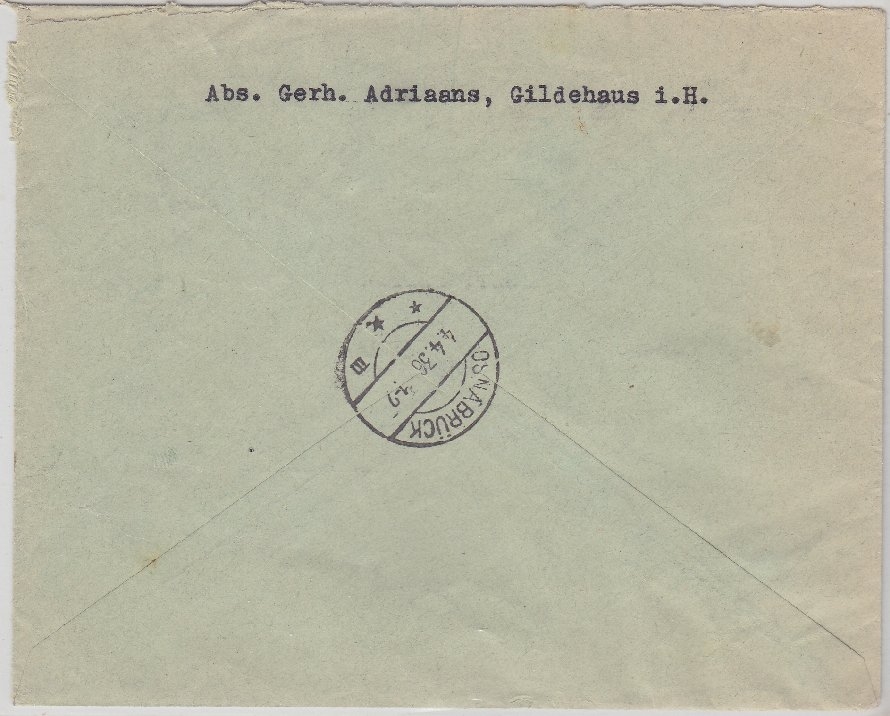 Abs. Gerh. Adriaans, Gildehaus i.H.
OSNABRÜCK
4.4.36